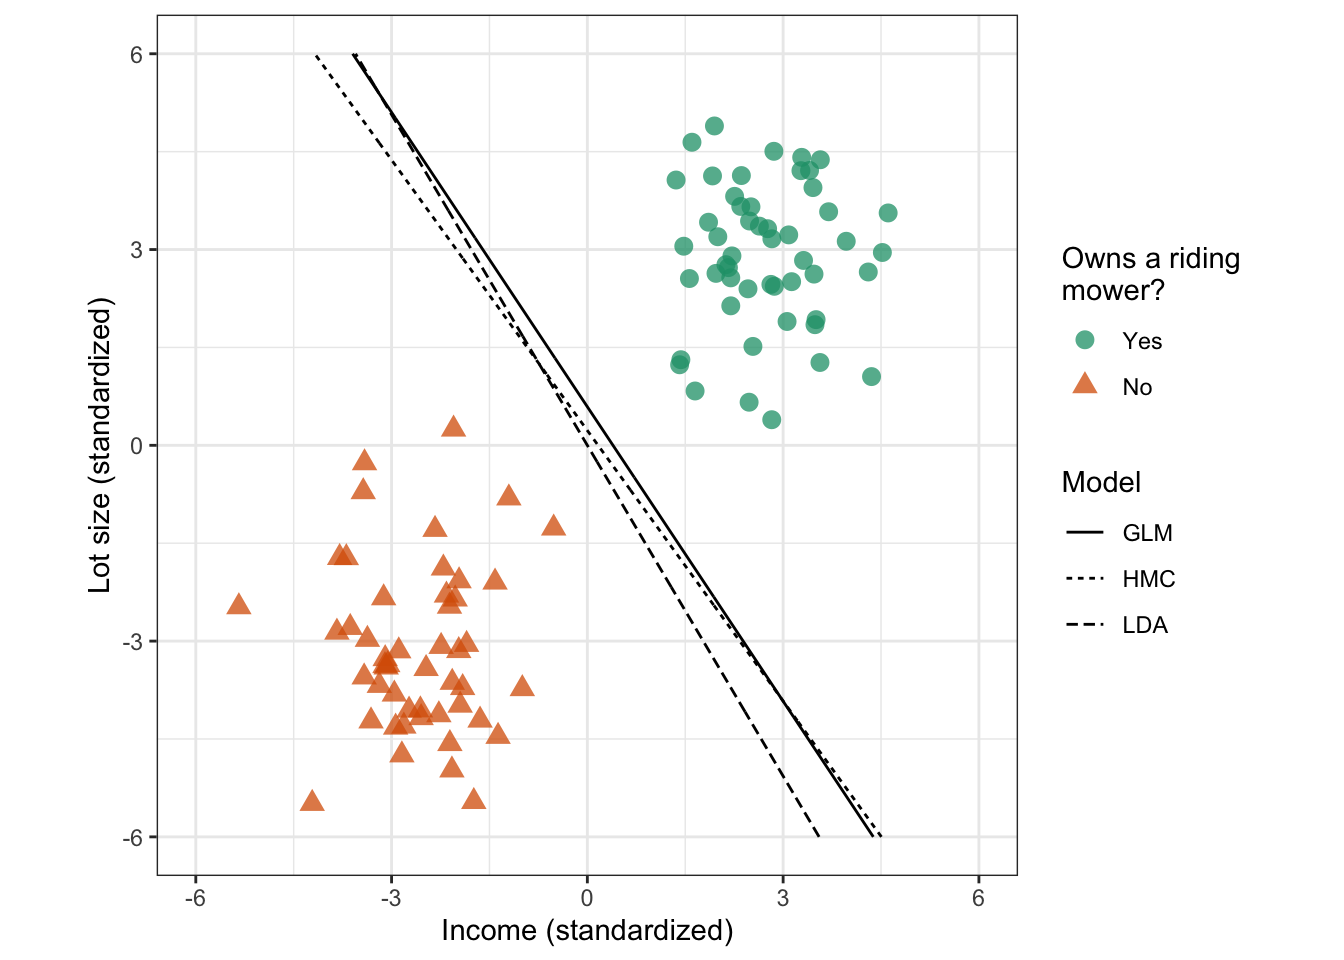 6
3
0
-3
-6
-6
-3
0
3
6
Lot size (standardized)
Income (standardized)
Owns a riding
mower?
Yes
No
Model
GLM
HMC
LDA